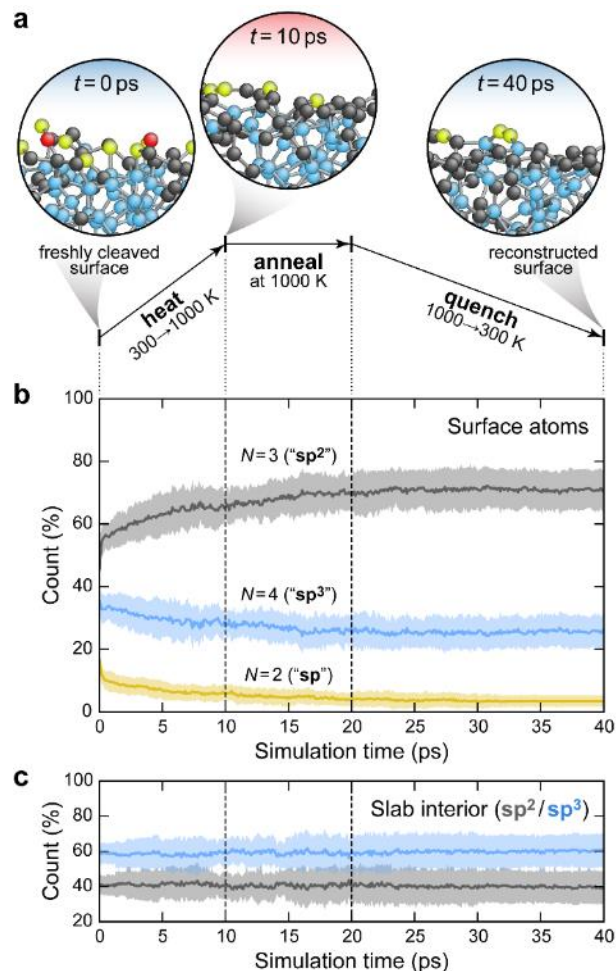 a
t = 0 ps
t = 10 ps
t = 40 ps
freshly cleaved
surface
reconstructed
surface
heat
300→1000 K
anneal
at 1000 K
quench
1000→300 K
b
Surface atoms
N = 3 ("sp²")
N = 4 ("sp³")
N = 2 ("sp")
Count (%)
100
80
60
40
20
0
0 5 10 15 20 25 30 35 40
Simulation time (ps)
c
Slab interior (sp²/sp³)
Count (%)
100
80
60
40
20
0 5 10 15 20 25 30 35 40
Simulation time (ps)